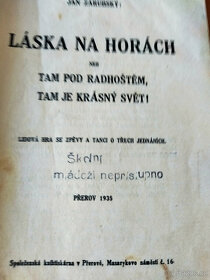 JAN ZÁRUBSKÝ:
LÁSKA NA HORÁCH
NEB
TAM POD RADHOŠTĚM,
TAM JE KRÁSNÝ SVĚT!
LIDOVÁ HRA SE ZPĚVY A TANCI O TŘECH JEDNÁNÍCH.
Školní
mládeži nepřístupno
PŘEROV 1935
Společenská knihtiskárna v Přerově, Masarykovo náměstí č. 16